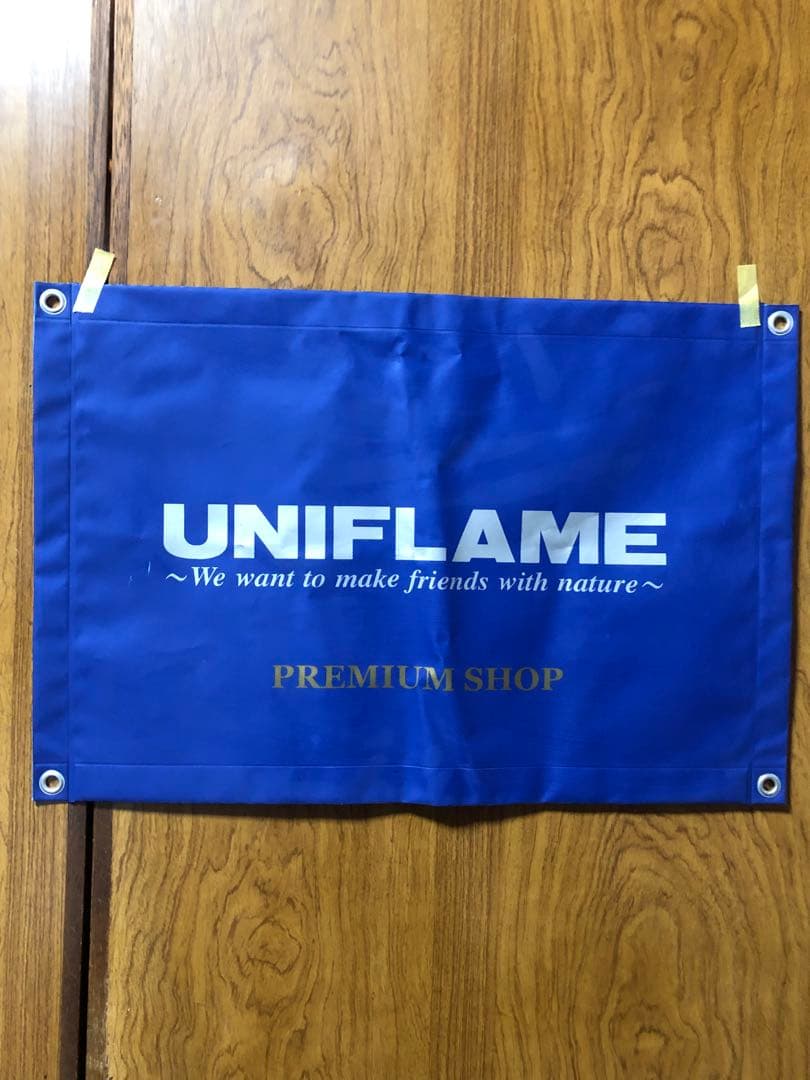 UNIFLAME
～We want to make friends with nature～
PREMIUM SHOP